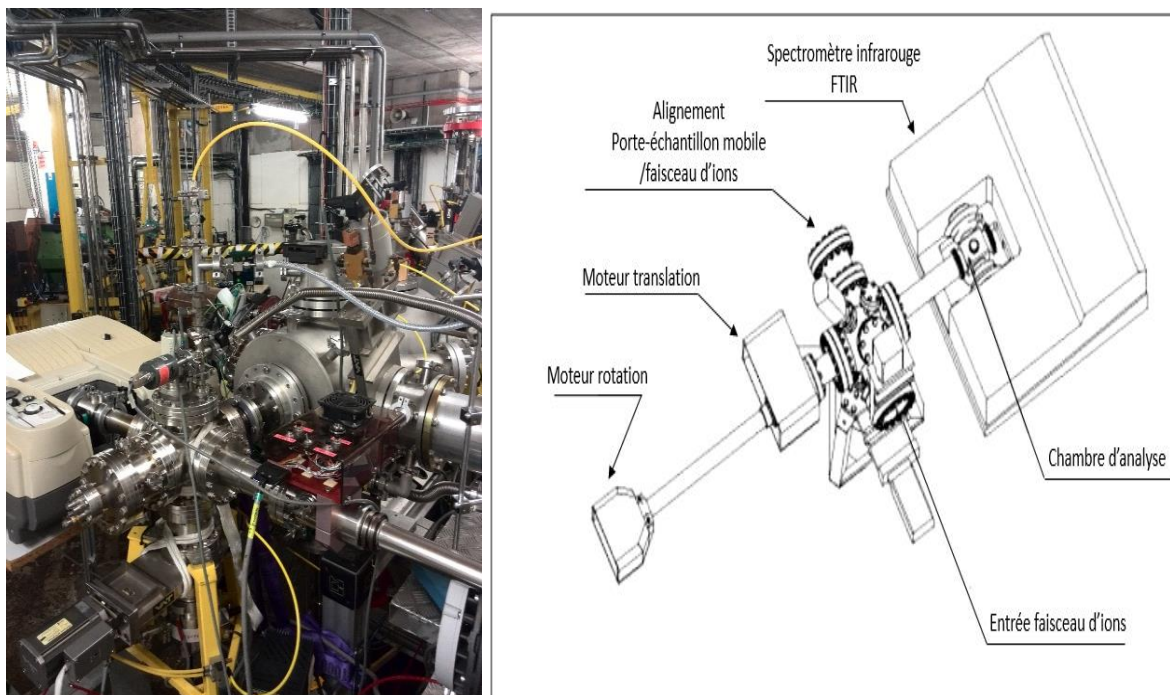 Spectromètre infrarouge
FTIR
Alignement
Porte-échantillon mobile
/faisceau d'ions
Moteur translation
Moteur rotation
Chambre d'analyse
Entrée faisceau d'ions